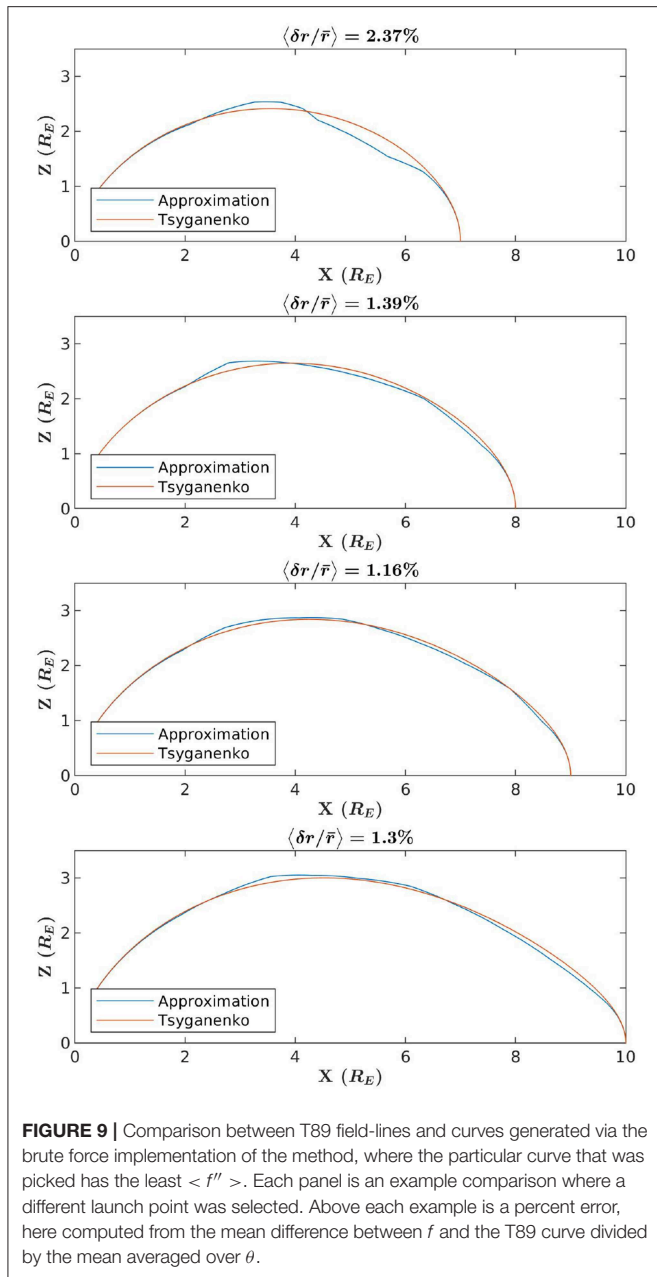 ⟨δr/r̄⟩ = 2.37%
3
2
1
0
Z (R_E)
Approximation
Tsyganenko
0 2 4 6 8 10
X (R_E)
⟨δr/r̄⟩ = 1.39%
3
2
1
0
Z (R_E)
Approximation
Tsyganenko
0 2 4 6 8 10
X (R_E)
⟨δr/r̄⟩ = 1.16%
3
2
1
0
Z (R_E)
Approximation
Tsyganenko
0 2 4 6 8 10
X (R_E)
⟨δr/r̄⟩ = 1.3%
3
2
1
0
Z (R_E)
Approximation
Tsyganenko
0 2 4 6 8 10
X (R_E)
FIGURE 9 | Comparison between T89 field-lines and curves generated via the
brute force implementation of the method, where the particular curve that was
picked has the least < f'' >. Each panel is an example comparison where a
different launch point was selected. Above each example is a percent error,
here computed from the mean difference between f and the T89 curve divided
by the mean averaged over θ.